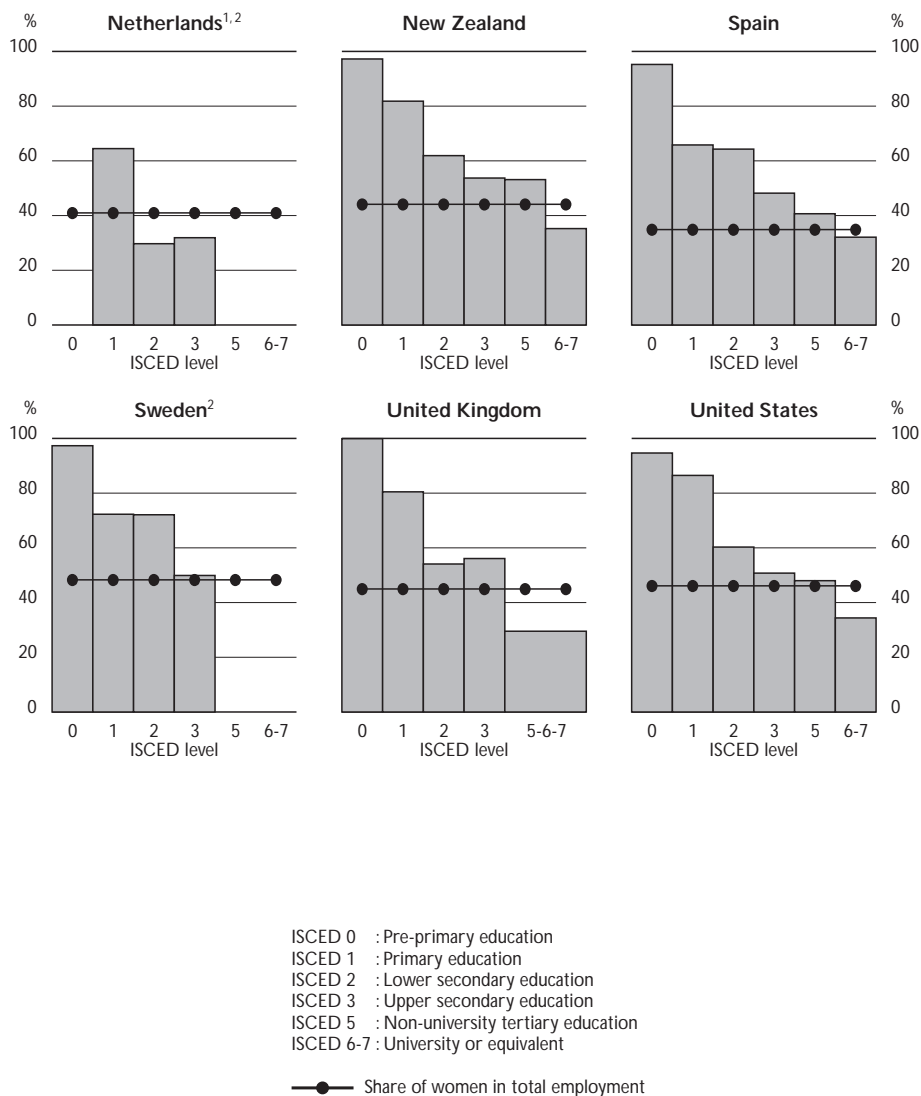 % Netherlands1, 2 New Zealand Spain %
100 100
80 80
60 60
40 40
20 20
0 0
0 1 2 3 5 6-7 0 1 2 3 5 6-7 0 1 2 3 5 6-7
ISCED level ISCED level ISCED level
% Sweden2 United Kingdom United States %
100 100
80 80
60 60
40 40
20 20
0 0
0 1 2 3 5 6-7 0 1 2 3 5-6-7 0 1 2 3 5 6-7
ISCED level ISCED level ISCED level
ISCED 0 : Pre-primary education
ISCED 1 : Primary education
ISCED 2 : Lower secondary education
ISCED 3 : Upper secondary education
ISCED 5 : Non-university tertiary education
ISCED 6-7 : University or equivalent
Share of women in total employment